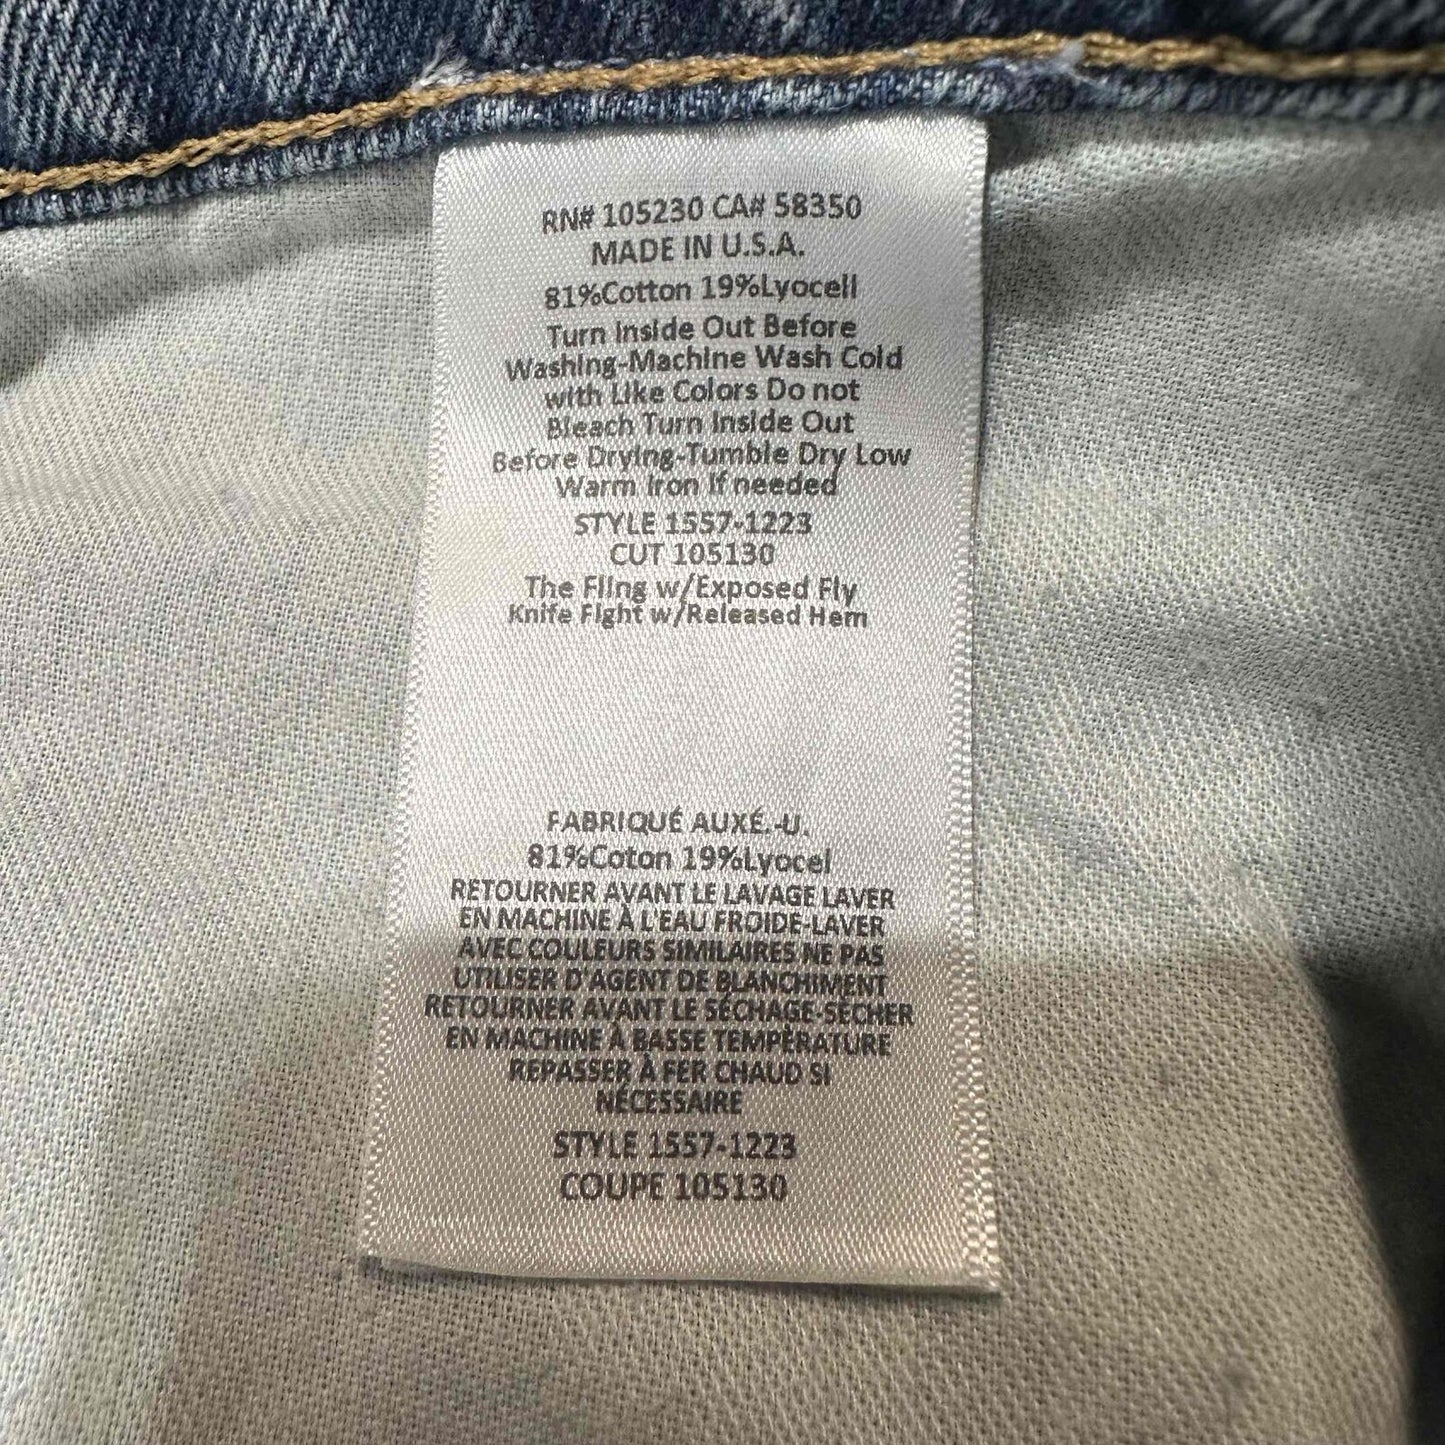 RN# 105230 CA# 58350
MADE IN U.S.A.
81%Cotton 19%Lyocell
Turn Inside Out Before
Washing-Machine Wash Cold
with Like Colors Do not
Bleach Turn Inside Out
Before Drying-Tumble Dry Low
Warm Iron If needed
STYLE 1557-1223
CUT 105130
The Fling w/Exposed Fly
Knife Fight w/Released Hem
FABRIQUÉ AUXÉ.-U.
81%Coton 19%Lyocel
RETOURNER AVANT LE LAVAGE LAVER
EN MACHINE À L'EAU FROIDE-LAVER
AVEC COULEURS SIMILAIRES NE PAS
UTILISER D'AGENT DE BLANCHIMENT
RETOURNER AVANT LE SÉCHAGE-SÉCHER
EN MACHINE À BASSE TEMPÉRATURE
REPASSER À FER CHAUD SI
NÉCESSAIRE
STYLE 1557-1223
COUPE 105130